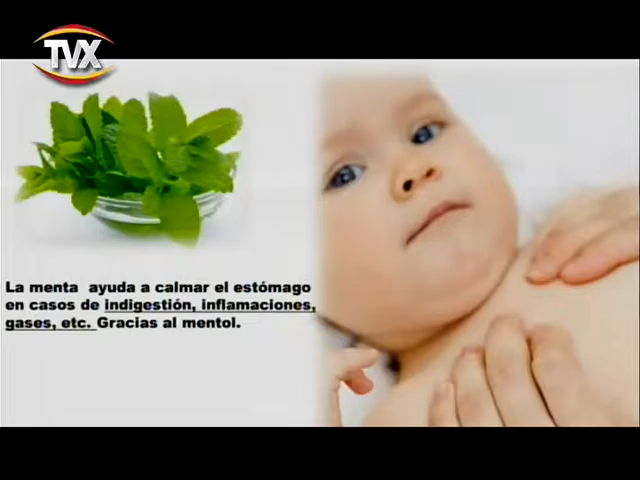 TVX
La menta ayuda a calmar el estómago
en casos de indigestión, inflamaciones,
gases, etc. Gracias al mentol.